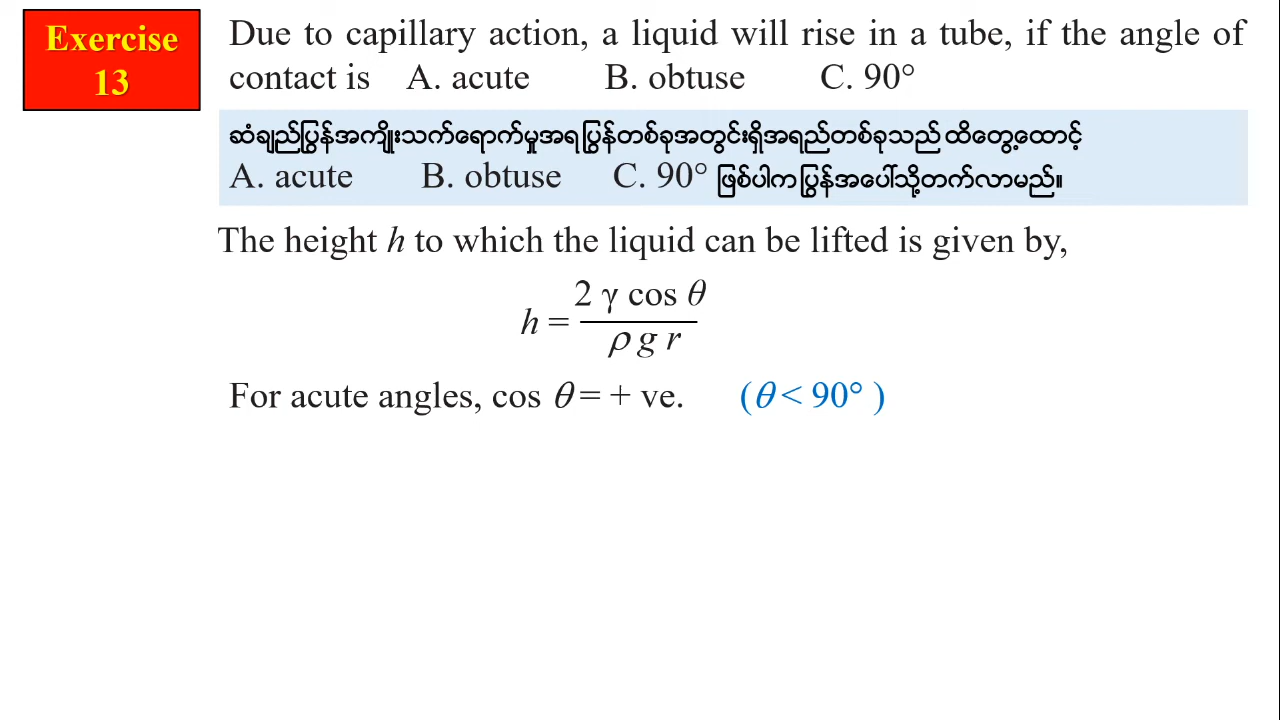 Exercise
13
Due to capillary action, a liquid will rise in a tube, if the angle of
contact is A. acute B. obtuse C. 90°
ဆံချည်ပြွန်အကျိုးသက်ရောက်မှုအရပြွန်တစ်ခုအတွင်းရှိအရည်တစ်ခုသည် ထိတွေ့ထောင့်
A. acute B. obtuse C. 90° ဖြစ်ပါကပြွန်အပေါ်သို့တက်လာမည်။
The height h to which the liquid can be lifted is given by,
h = 2 γ cos θ
ρ g r
For acute angles, cos θ = + ve. (θ < 90° )